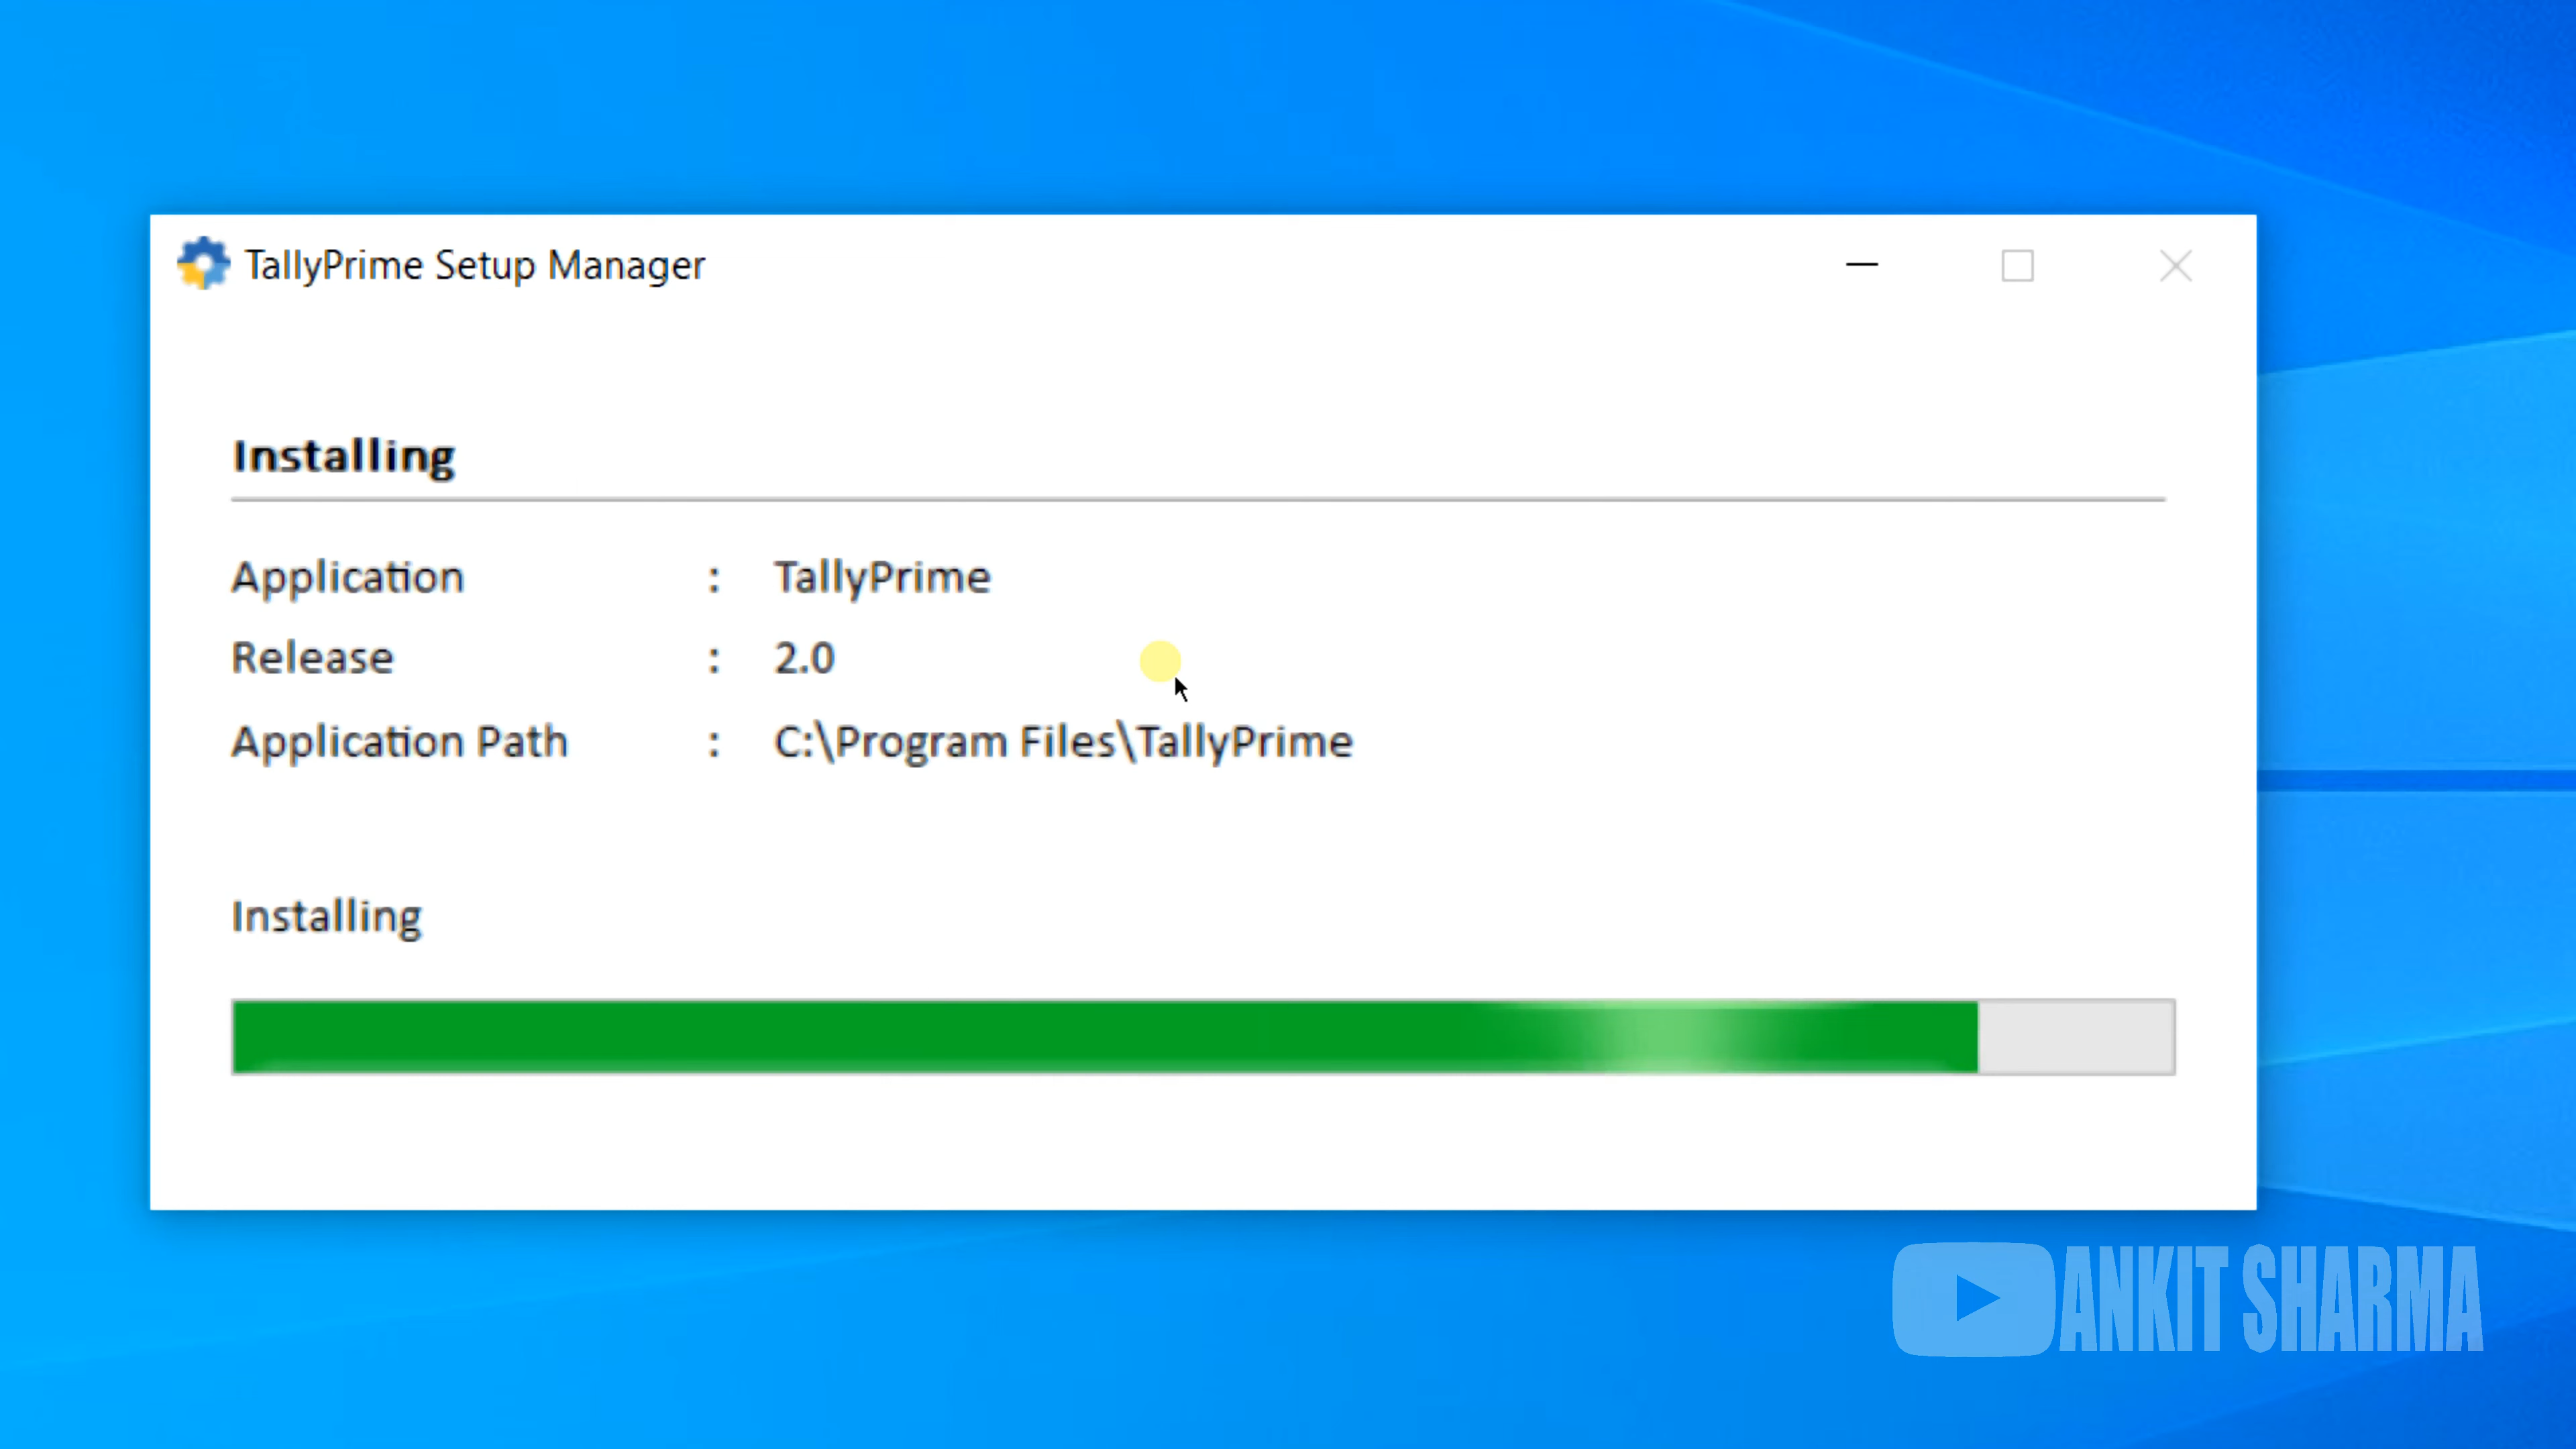 TallyPrime Setup Manager
Installing
Application : TallyPrime
Release : 2.0
Application Path : C:\Program Files\TallyPrime
Installing
ANKIT SHARMA